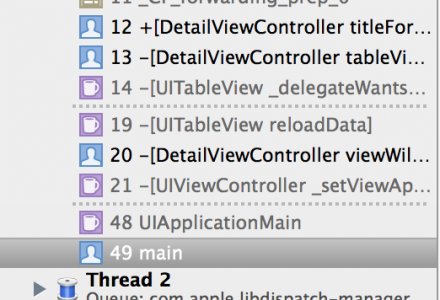 11 _CF_forwarding_prep_0
12 +[DetailViewController titleFor...
13 -[DetailViewController tableVi...
14 -[UITableView _delegateWants...
19 -[UITableView reloadData]
20 -[DetailViewController viewWil...
21 -[UIViewController _setViewAp...
48 UIApplicationMain
49 main
Thread 2
Queue: com.apple.libdispatch-manager